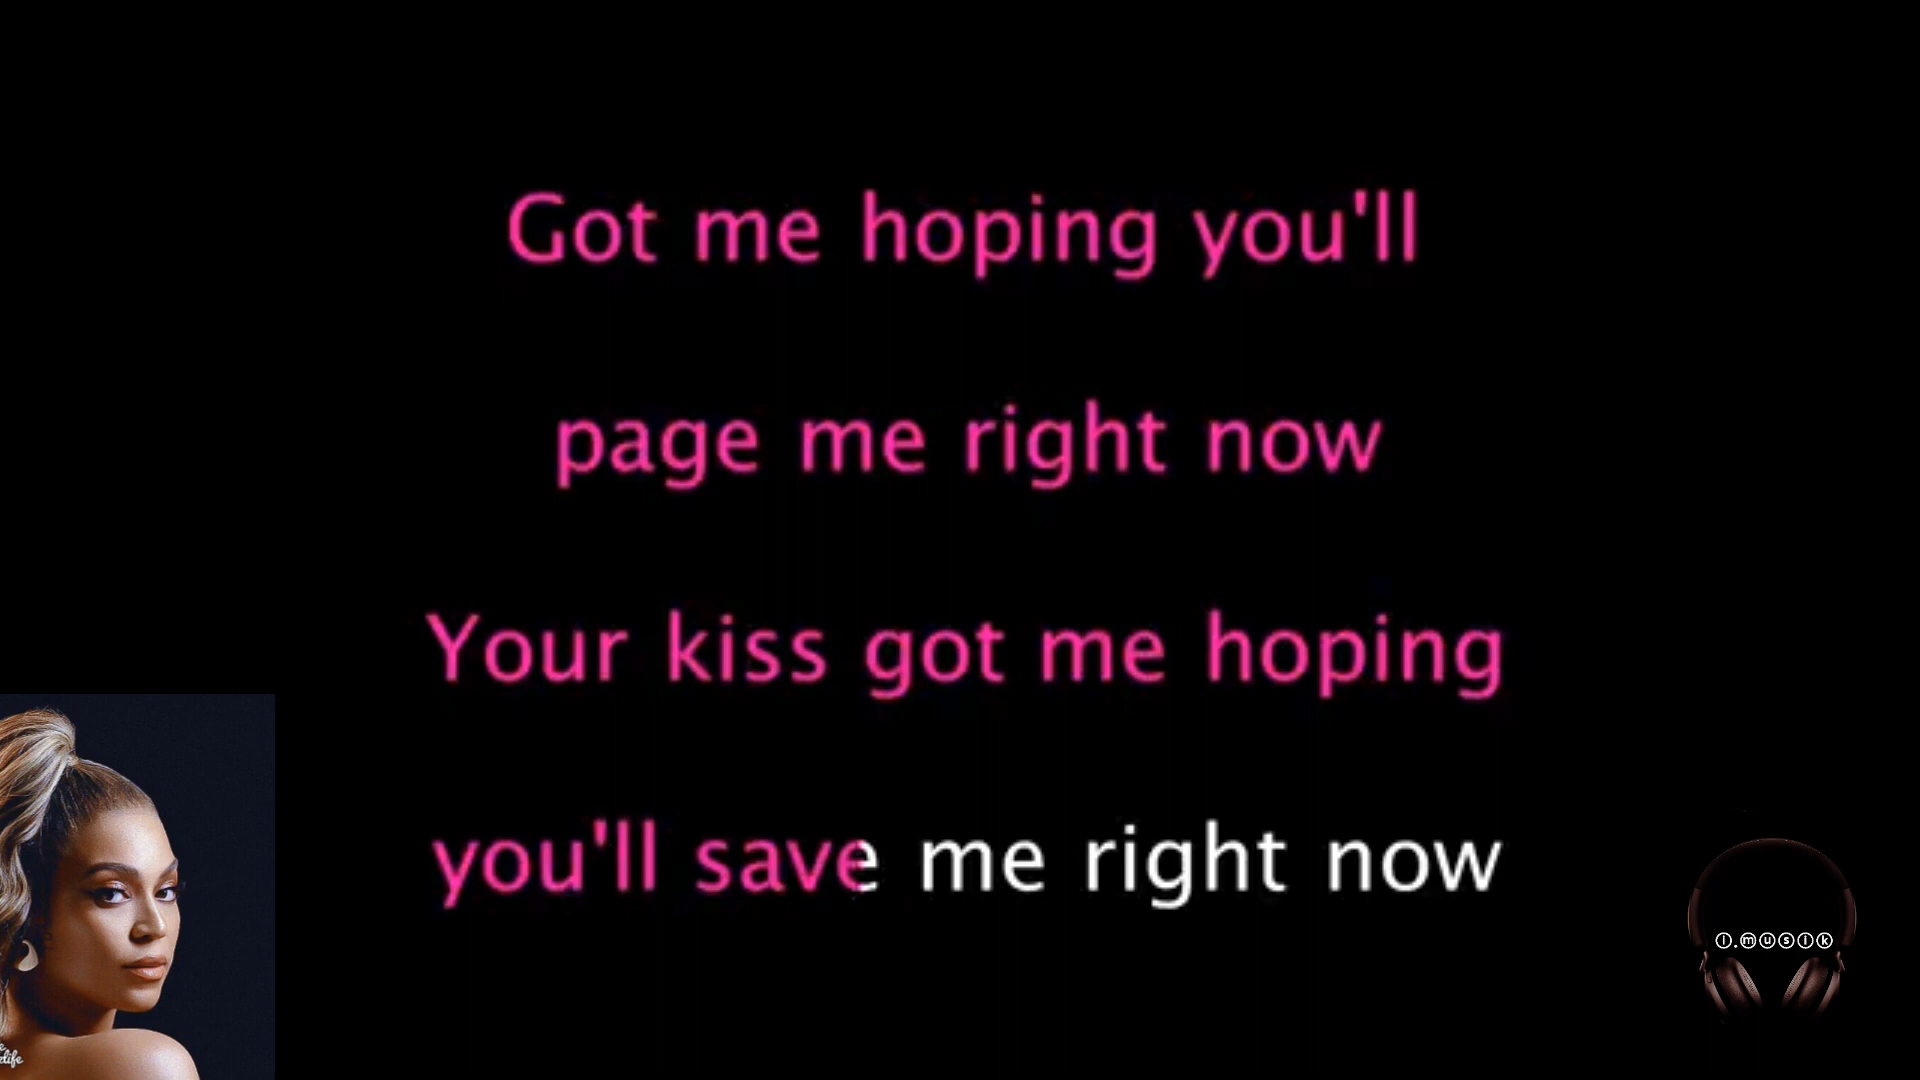 Got me hoping you'll
page me right now
Your kiss got me hoping
you'll save me right now
i.musik